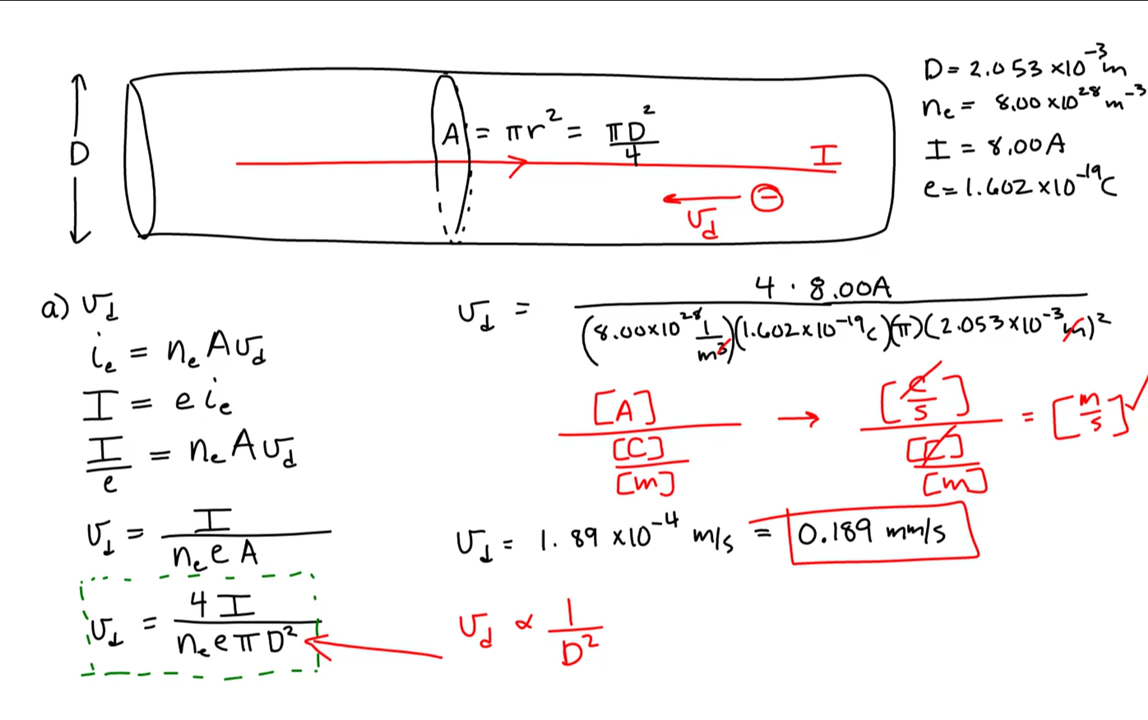 D
A = πr² = πD²/4
I
v_d
⊖
D = 2.053 ×10⁻³ m
n_e = 8.00 ×10²⁸ m⁻³
I = 8.00A
e = 1.602 ×10⁻¹⁹ C
a) v_d
i_e = n_e A v_d
I = e i_e
I/e = n_e A v_d
v_d = I/(n_e e A)
v_d = 4 I/(n_e e π D²)
v_d = 4 · 8.00A/((8.00×10²⁸ 1/m³)(1.602×10⁻¹⁹ C)(π)(2.053×10⁻³ m)²)
[A]/([C]/[m]) → [C/s]/([C]/[m]) = [m/s] ✓
v_d = 1.89 ×10⁻⁴ m/s = 0.189 mm/s
v_d ∝ 1/D²